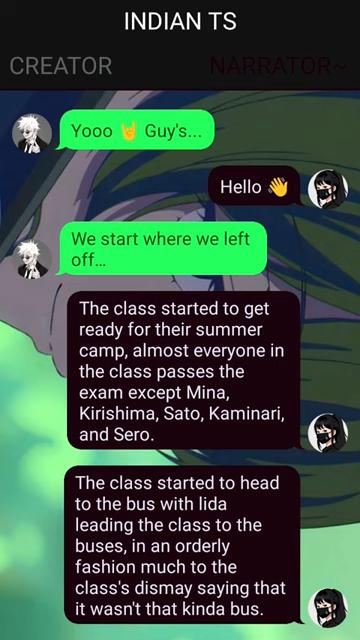 INDIAN TS
CREATOR
NARRATOR~
Yooo 🤘 Guy's...
Hello 👋
We start where we left
off...
The class started to get
ready for their summer
camp, almost everyone in
the class passes the
exam except Mina,
Kirishima, Sato, Kaminari,
and Sero.
The class started to head
to the bus with Iida
leading the class to the
buses, in an orderly
fashion much to the
class's dismay saying that
it wasn't that kinda bus.